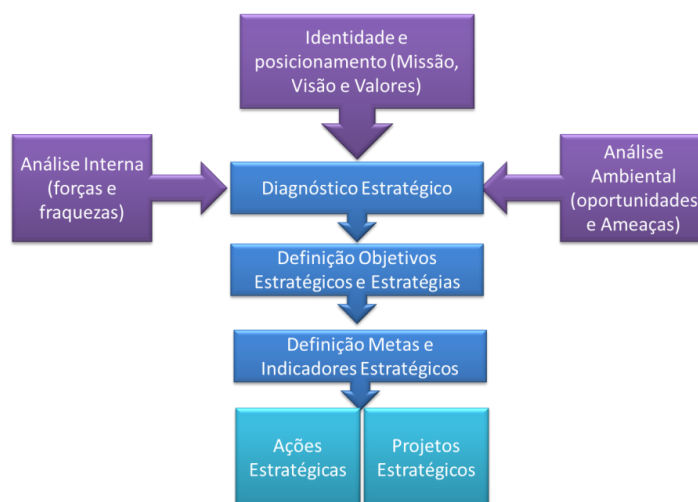 Identidade e
posicionamento (Missão,
Visão e Valores)
Análise Interna
(forças e
fraquezas)
Diagnóstico Estratégico
Análise
Ambiental
(oportunidades
e Ameaças)
Definição Objetivos
Estratégicos e Estratégias
Definição Metas e
Indicadores Estratégicos
Ações
Estratégicas
Projetos
Estratégicos